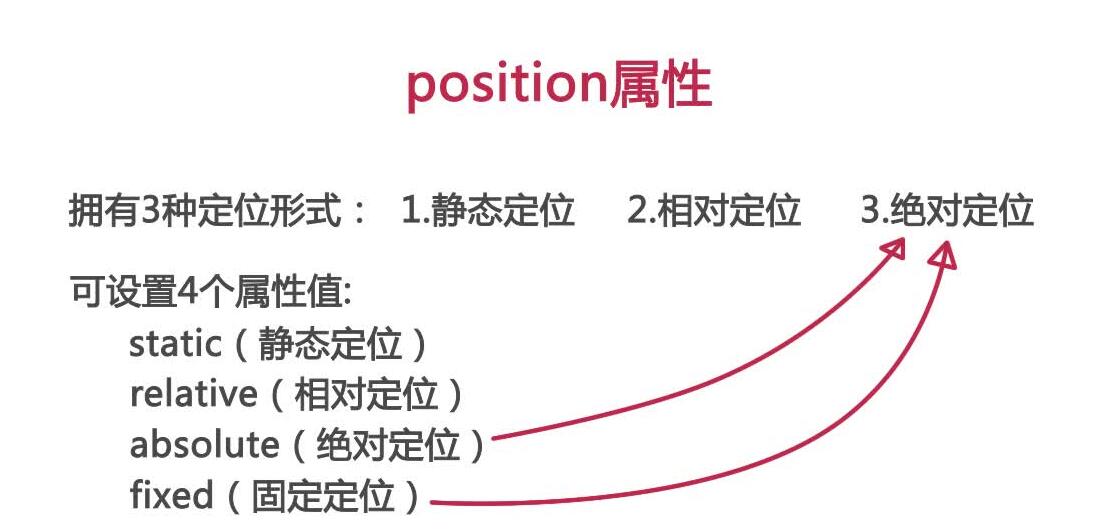 position属性
拥有3种定位形式： 1.静态定位 2.相对定位 3.绝对定位
可设置4个属性值:
static（静态定位）
relative（相对定位）
absolute（绝对定位）
fixed（固定定位）